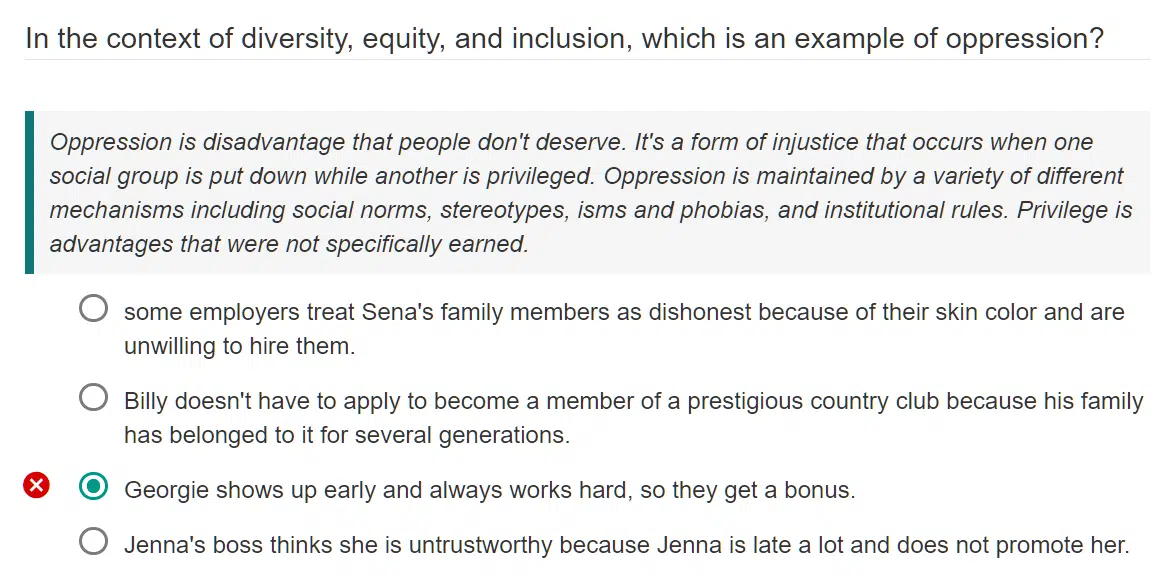 In the context of diversity, equity, and inclusion, which is an example of oppression?
Oppression is disadvantage that people don't deserve. It's a form of injustice that occurs when one
social group is put down while another is privileged. Oppression is maintained by a variety of different
mechanisms including social norms, stereotypes, isms and phobias, and institutional rules. Privilege is
advantages that were not specifically earned.
some employers treat Sena's family members as dishonest because of their skin color and are
unwilling to hire them.
Billy doesn't have to apply to become a member of a prestigious country club because his family
has belonged to it for several generations.
Georgie shows up early and always works hard, so they get a bonus.
Jenna's boss thinks she is untrustworthy because Jenna is late a lot and does not promote her.